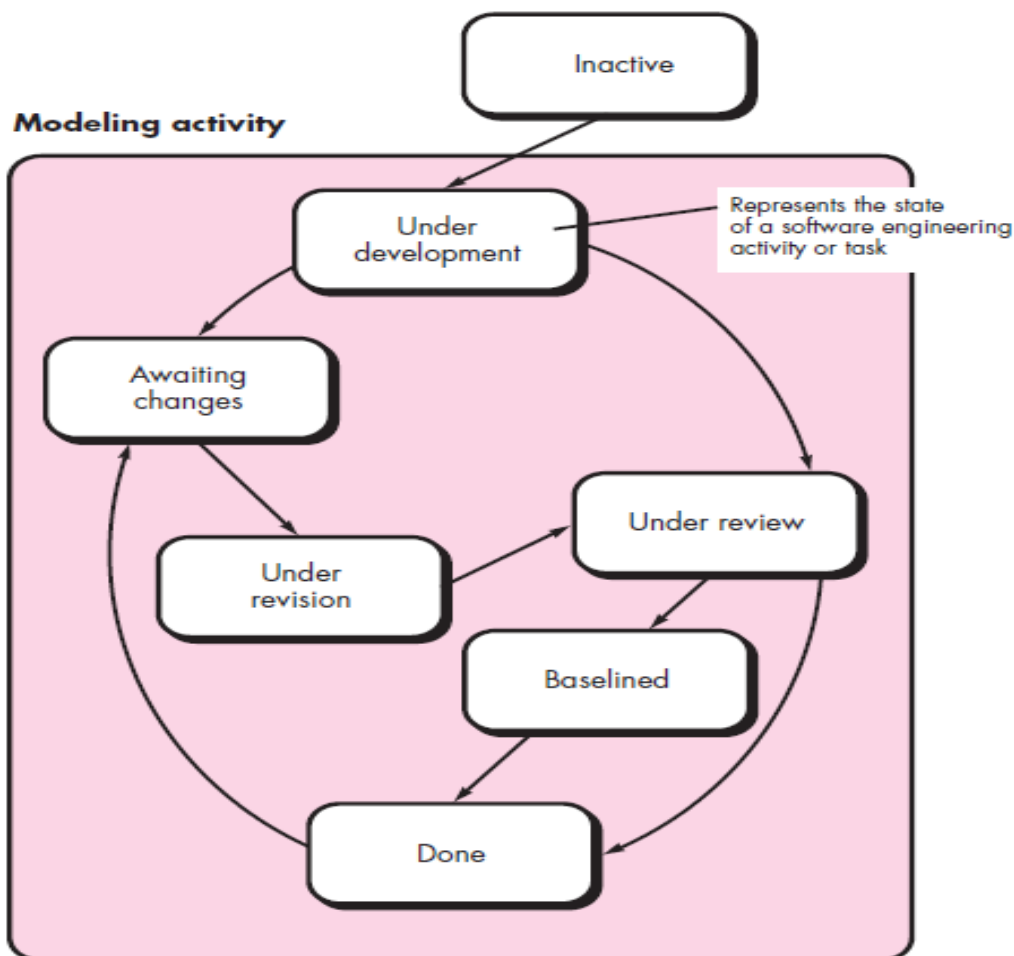 Inactive
Modeling activity
Under
development
Represents the state
of a software engineering
activity or task
Awaiting
changes
Under review
Under
revision
Baselined
Done